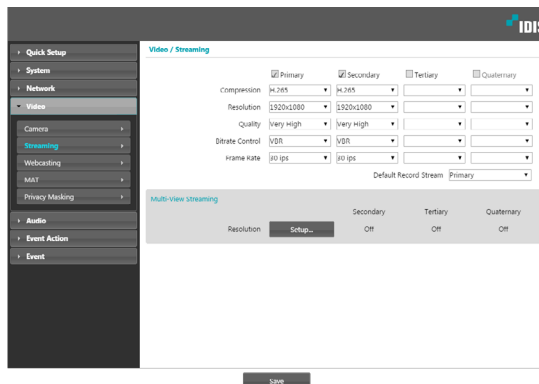 IDIS
Quick Setup
System
Network
Video
Camera
Streaming
Webcasting
MAT
Privacy Masking
Audio
Event Action
Event
Video / Streaming
Primary Secondary Tertiary Quaternary
Compression H.265 H.265
Resolution 1920x1080 1920x1080
Quality Very High Very High
Bitrate Control VBR VBR
Frame Rate 30 ips 30 ips
Default Record Stream Primary
Multi-View Streaming
Secondary Tertiary Quaternary
Resolution Setup... Off Off Off
Save